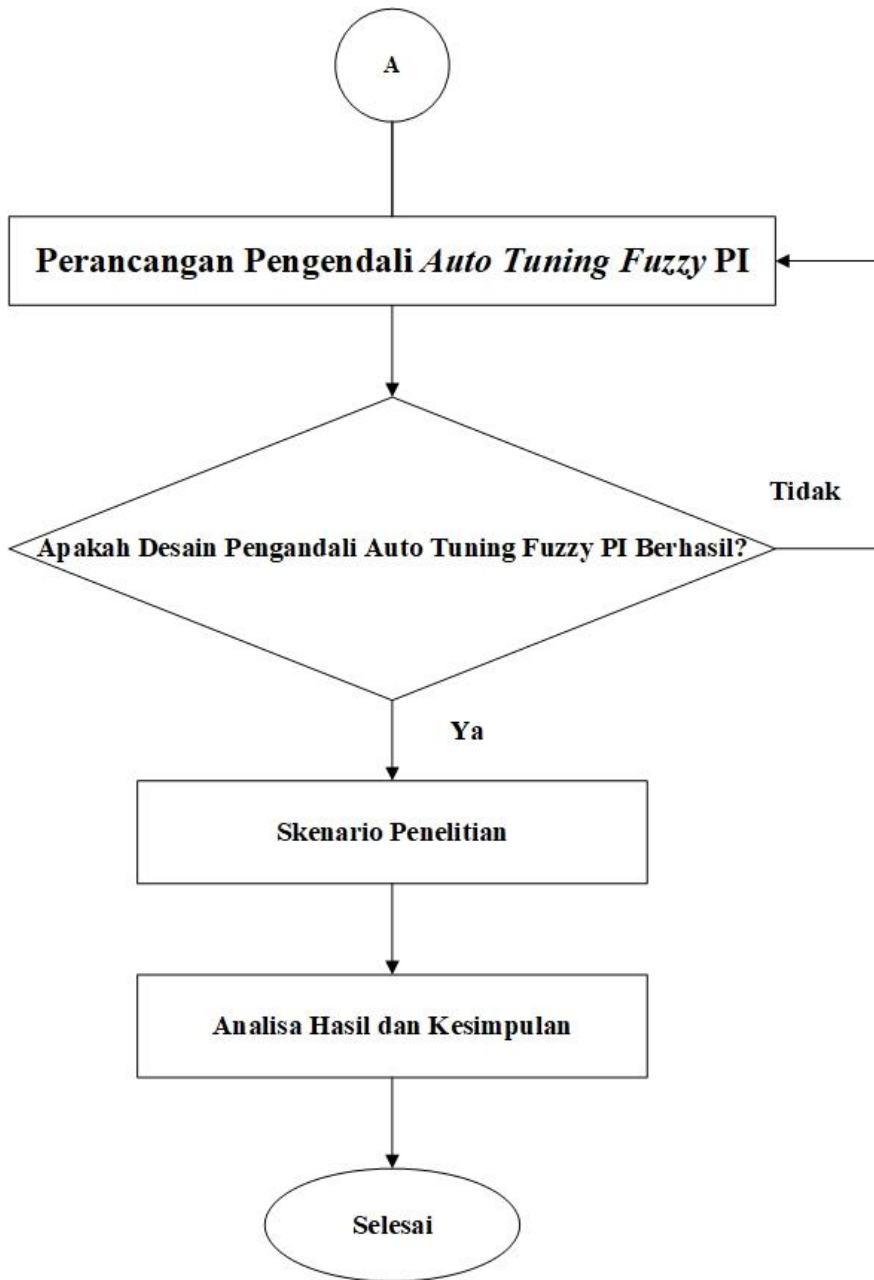 A
Perancangan Pengendali Auto Tuning Fuzzy PI
Tidak
Apakah Desain Pengandali Auto Tuning Fuzzy PI Berhasil?
Ya
Skenario Penelitian
Analisa Hasil dan Kesimpulan
Selesai